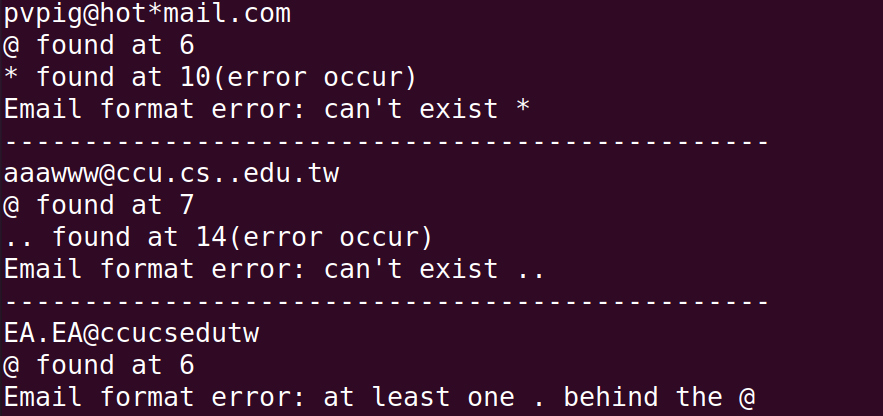 pvpig@hot*mail.com
@ found at 6
* found at 10(error occur)
Email format error: can't exist *
------------------------------------------------
aaawww@ccu.cs..edu.tw
@ found at 7
.. found at 14(error occur)
Email format error: can't exist ..
------------------------------------------------
EA.EA@ccucsedutw
@ found at 6
Email format error: at least one . behind the @